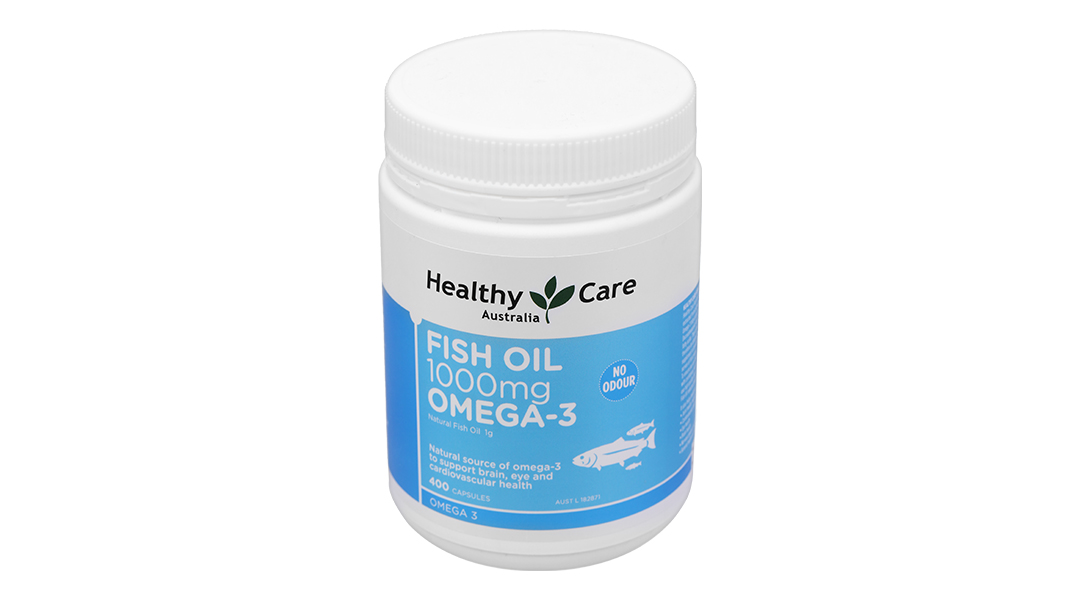 Healthy Care
Australia
FISH OIL
1000mg
OMEGA-3
Natural Fish Oil 1g
NO
ODOUR
Natural source of omega-3
to support brain, eye and
cardiovascular health
400 CAPSULES
AUST L 182871
OMEGA 3